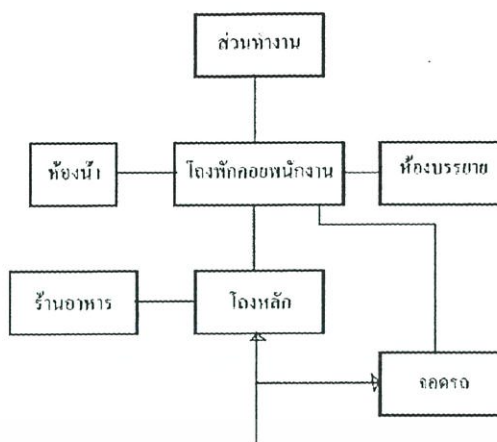 ส่วนทำงาน
ห้องน้ำ
โถงพักคอยพนักงาน
ห้องบรรยาย
ร้านอาหาร
โถงหลัก
จอดรถ